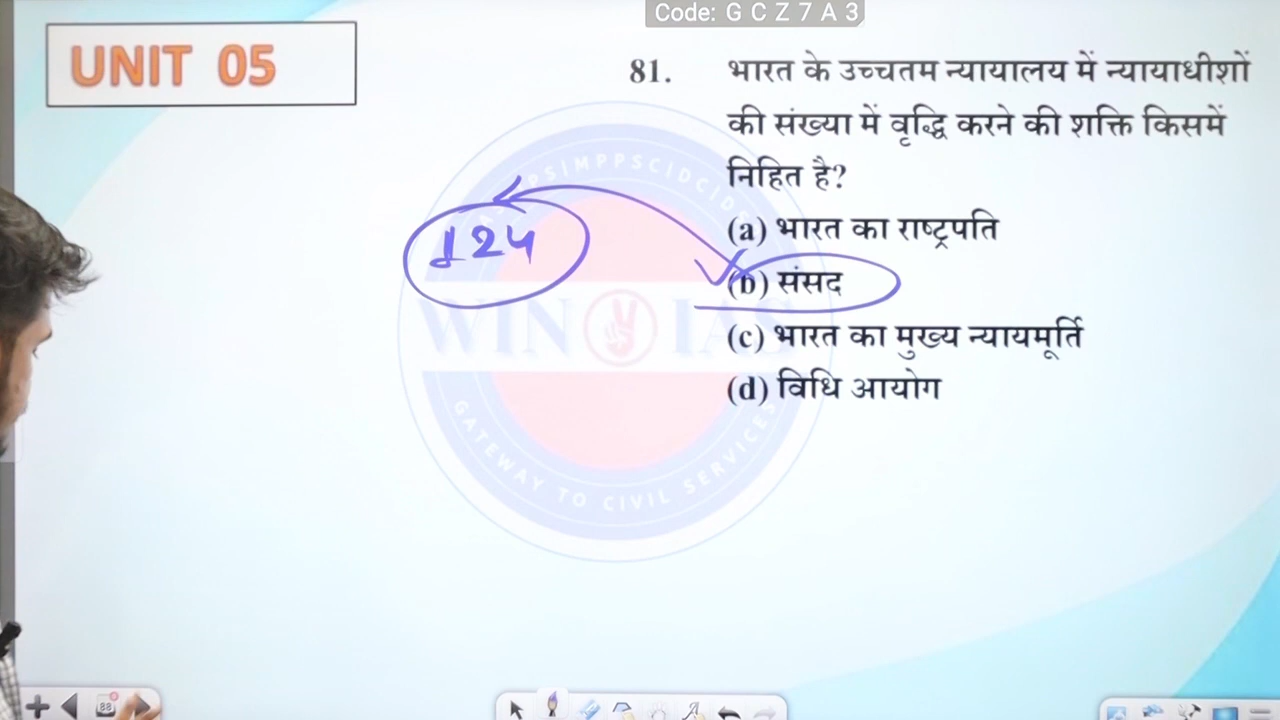 Code: G C Z 7 A 3
UNIT 05
81. भारत के उच्चतम न्यायालय में न्यायाधीशों
की संख्या में वृद्धि करने की शक्ति किसमें
निहित है?
(a) भारत का राष्ट्रपति
(b) संसद
(c) भारत का मुख्य न्यायमूर्ति
(d) विधि आयोग
124
WIN IAS
GATEWAY TO CIVIL SERVICES
88